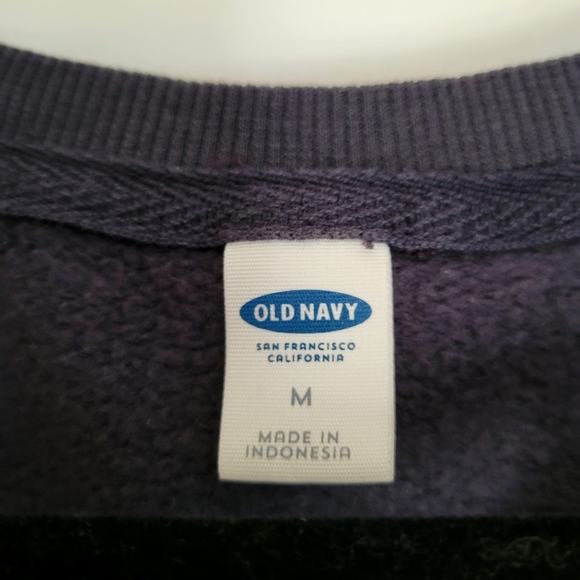 OLD NAVY
SAN FRANCISCO
CALIFORNIA
M
MADE IN
INDONESIA